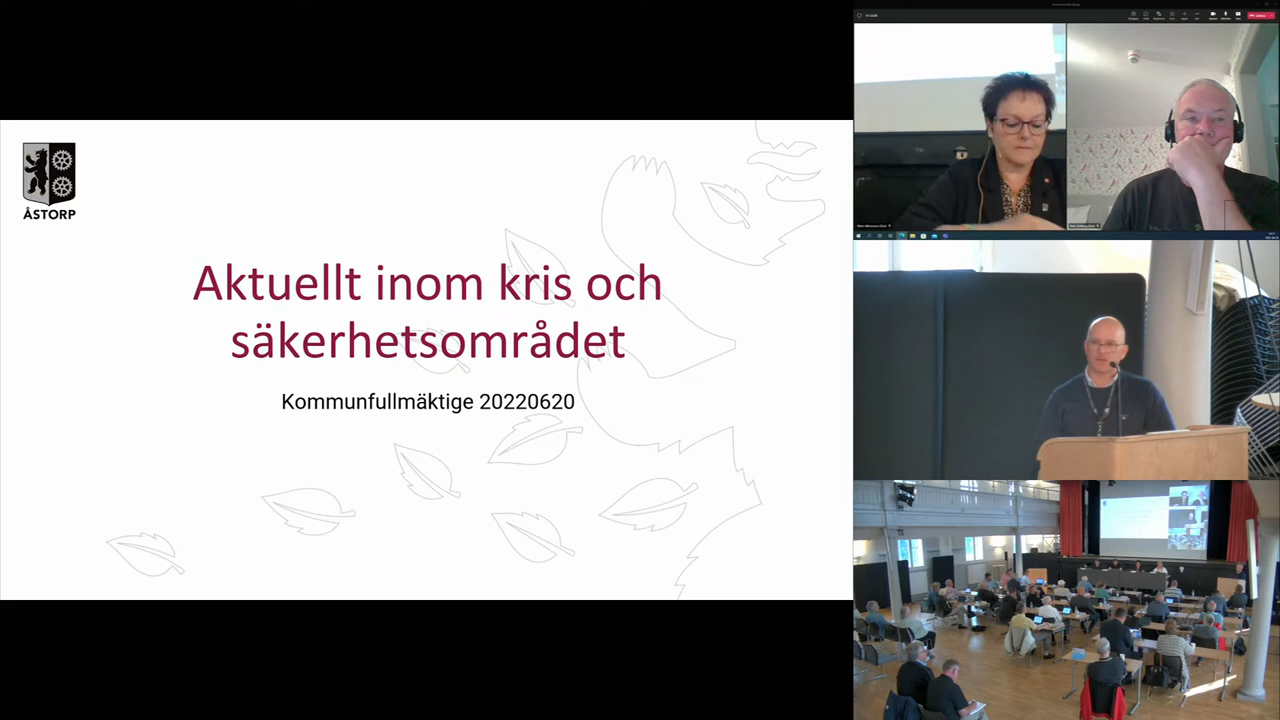 ÅSTORP
Aktuellt inom kris och
säkerhetsområdet
Kommunfullmäktige 20220620